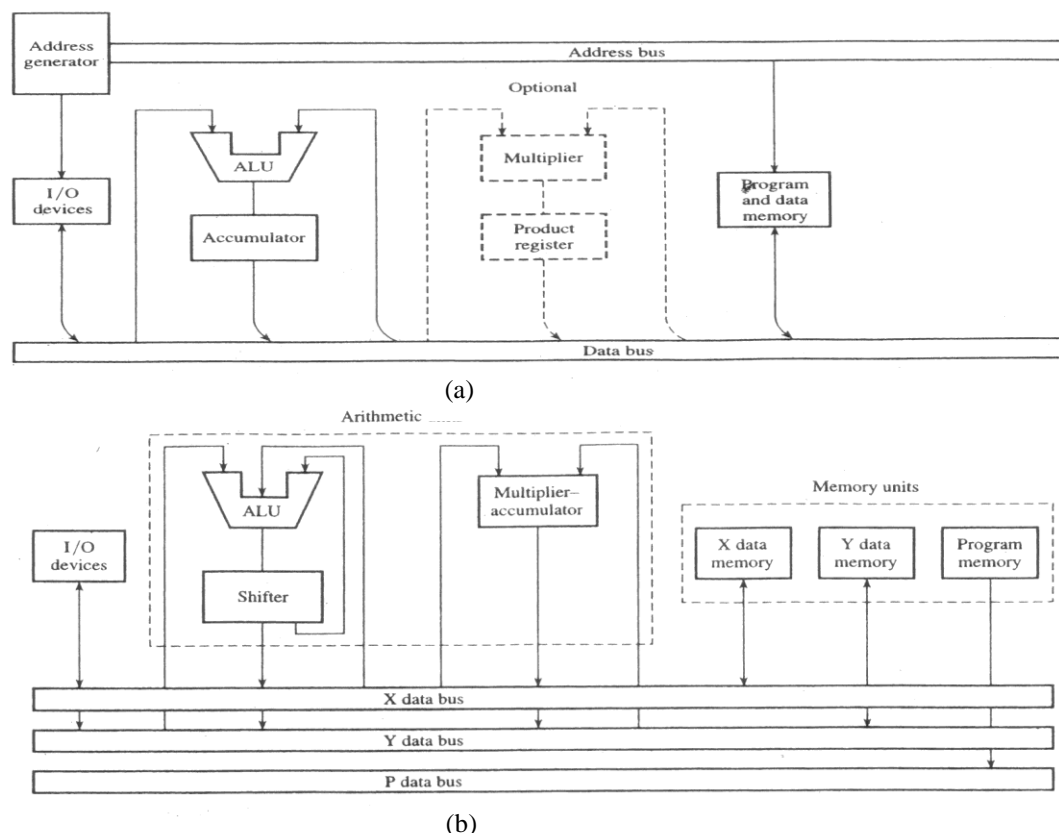 Address
generator
Address bus
Optional
ALU
Multiplier
I/O
devices
Program
and data
memory
Accumulator
Product
register
Data bus
(a)
Arithmetic
Memory units
ALU
Multiplier–
accumulator
I/O
devices
X data
memory
Y data
memory
Program
memory
Shifter
X data bus
Y data bus
P data bus
(b)